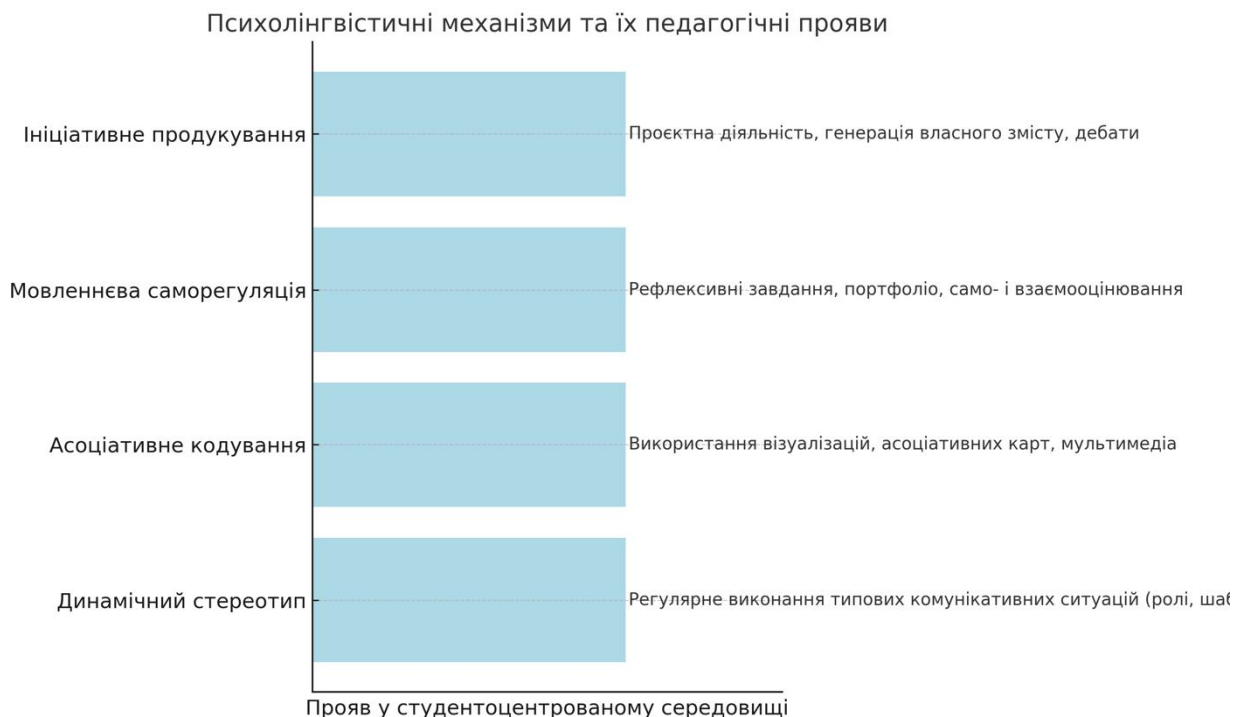 Психолінгвістичні механізми та їх педагогічні прояви
Ініціативне продукування
Проєктна діяльність, генерація власного змісту, дебати
Мовленнєва саморегуляція
Рефлексивні завдання, портфоліо, само- і взаємооцінювання
Асоціативне кодування
Використання візуалізацій, асоціативних карт, мультимедіа
Динамічний стереотип
Регулярне виконання типових комунікативних ситуацій (ролі,
Прояв у студентоцентрованому середовищі